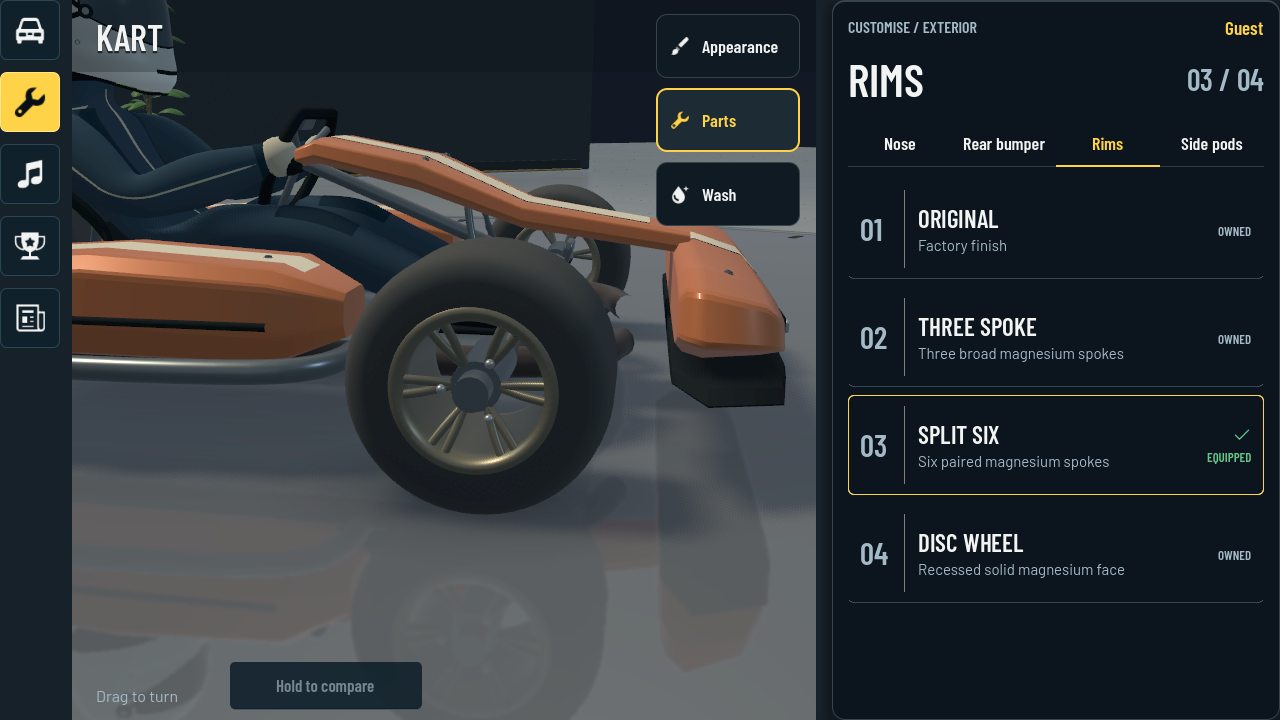 KART
Appearance
Parts
Wash
Drag to turn
Hold to compare
CUSTOMISE / EXTERIOR
Guest
RIMS
03 / 04
Nose
Rear bumper
Rims
Side pods
01
ORIGINAL
Factory finish
OWNED
02
THREE SPOKE
Three broad magnesium spokes
OWNED
03
SPLIT SIX
Six paired magnesium spokes
EQUIPPED
04
DISC WHEEL
Recessed solid magnesium face
OWNED